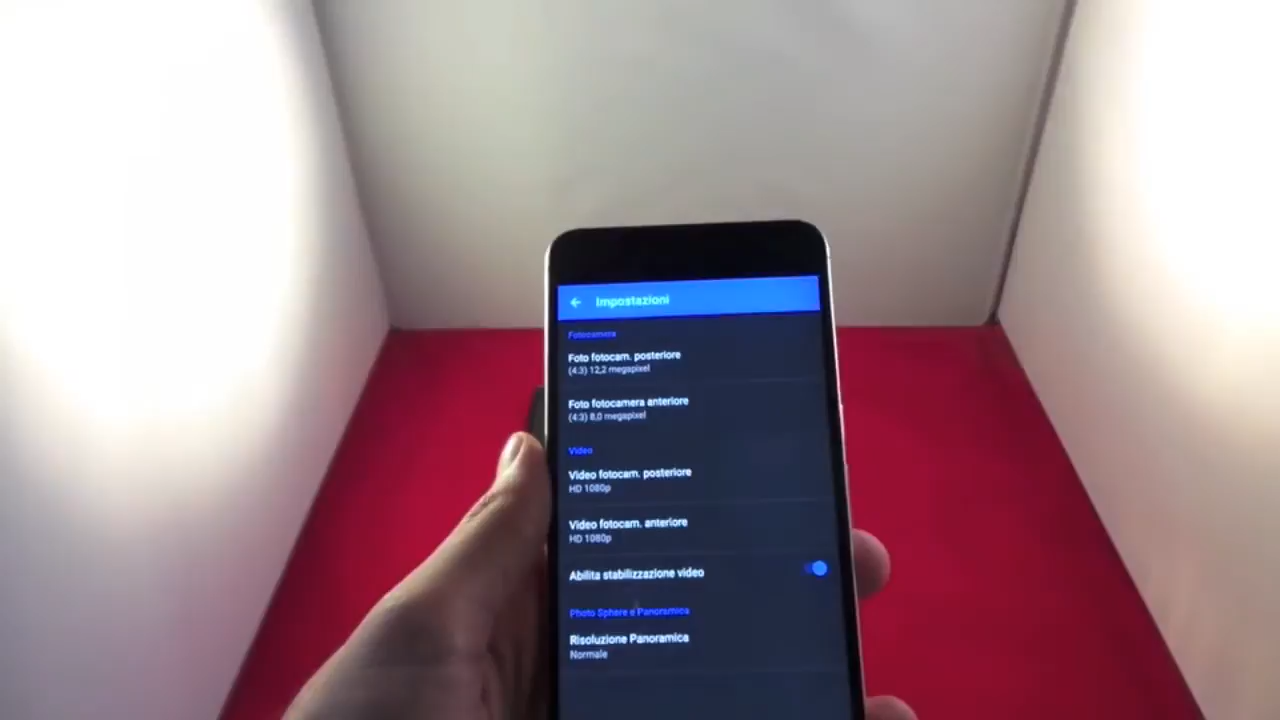 Impostazioni
Fotocamera
Foto fotocam. posteriore
(4:3) 12,2 megapixel
Foto fotocamera anteriore
(4:3) 8,0 megapixel
Video
Video fotocam. posteriore
HD 1080p
Video fotocam. anteriore
HD 1080p
Abilita stabilizzazione video
Photo Sphere e Panoramica
Risoluzione Panoramica
Normale